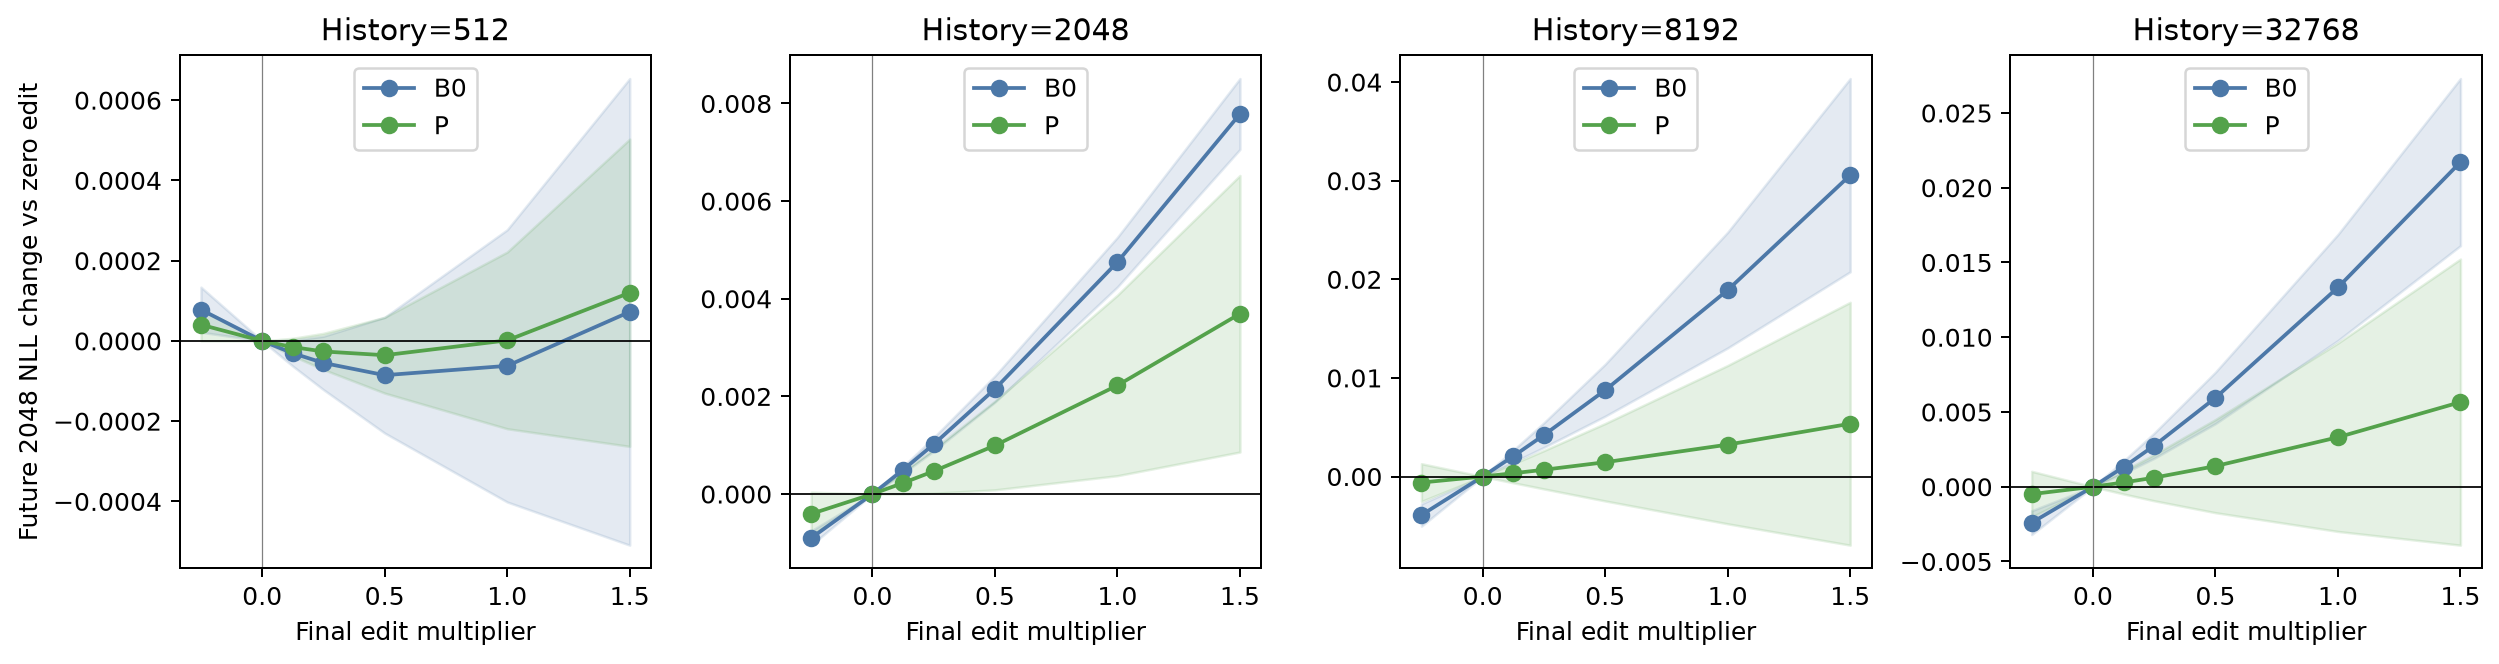 Future 2048 NLL change vs zero edit
History=512
B0
P
0.0006
0.0004
0.0002
0.0000
−0.0002
−0.0004
0.0
0.5
1.0
1.5
Final edit multiplier
History=2048
B0
P
0.008
0.006
0.004
0.002
0.000
0.0
0.5
1.0
1.5
Final edit multiplier
History=8192
B0
P
0.04
0.03
0.02
0.01
0.00
0.0
0.5
1.0
1.5
Final edit multiplier
History=32768
B0
P
0.025
0.020
0.015
0.010
0.005
0.000
−0.005
0.0
0.5
1.0
1.5
Final edit multiplier